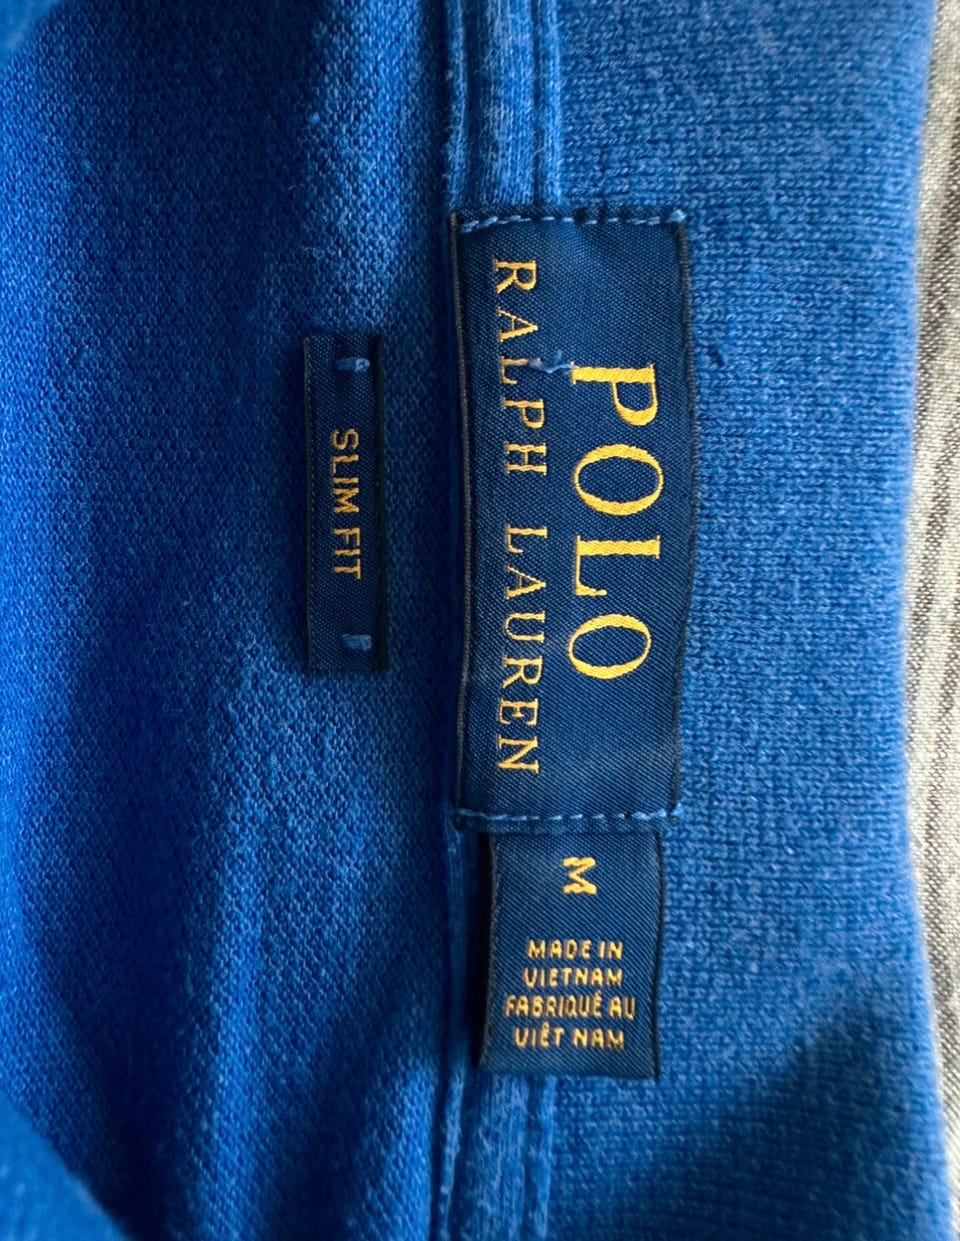 POLO
RALPH LAUREN
SLIM FIT
M
MADE IN
VIETNAM
FABRIQUÉ AU
VIÊT NAM